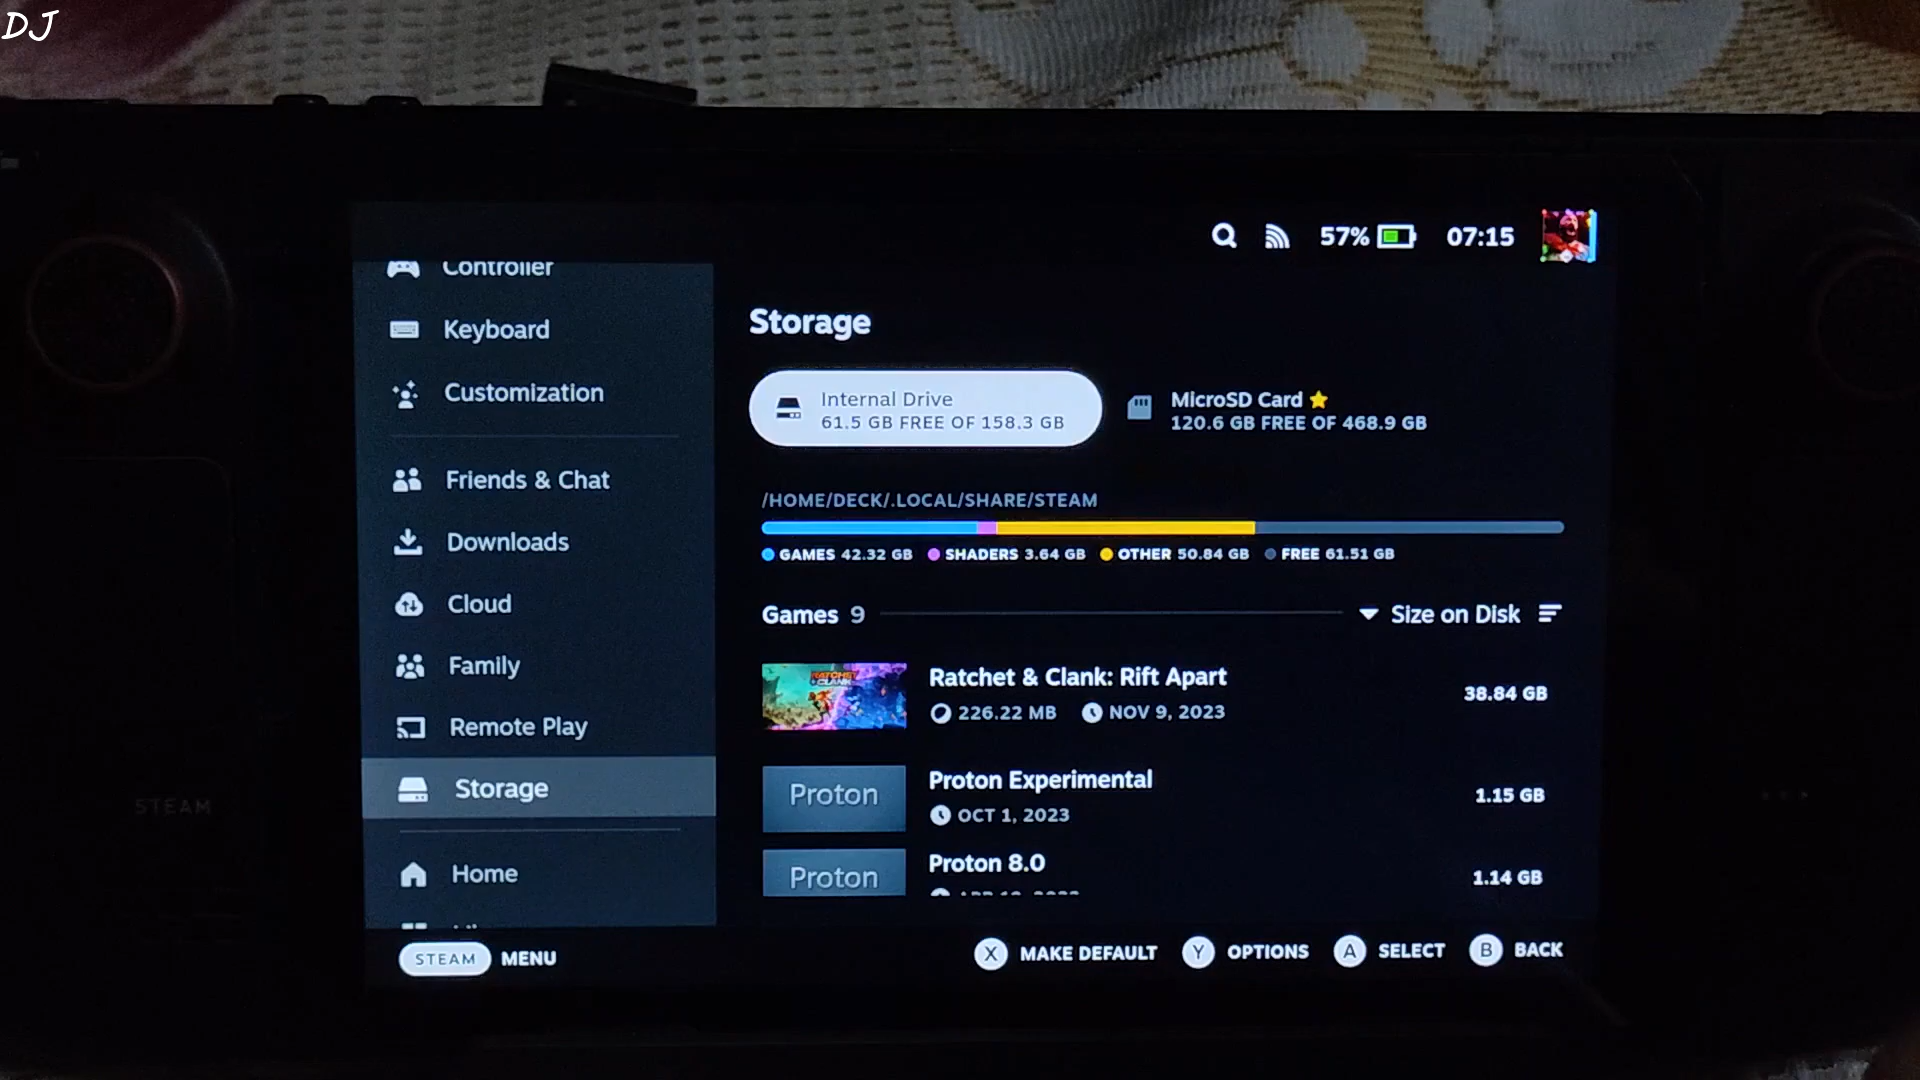 DJ
57% 07:15
Controller
Keyboard
Customization
Friends & Chat
Downloads
Cloud
Family
Remote Play
Storage
Home
STEAM MENU
Storage
Internal Drive
61.5 GB FREE OF 158.3 GB
MicroSD Card
120.6 GB FREE OF 468.9 GB
/HOME/DECK/.LOCAL/SHARE/STEAM
GAMES 42.32 GB SHADERS 3.64 GB OTHER 50.84 GB FREE 61.51 GB
Games 9 Size on Disk
RATCHET & CLANK
Ratchet & Clank: Rift Apart
226.22 MB NOV 9, 2023
38.84 GB
Proton
Proton Experimental
OCT 1, 2023
1.15 GB
Proton
Proton 8.0
1.14 GB
X MAKE DEFAULT Y OPTIONS A SELECT B BACK
STEAM